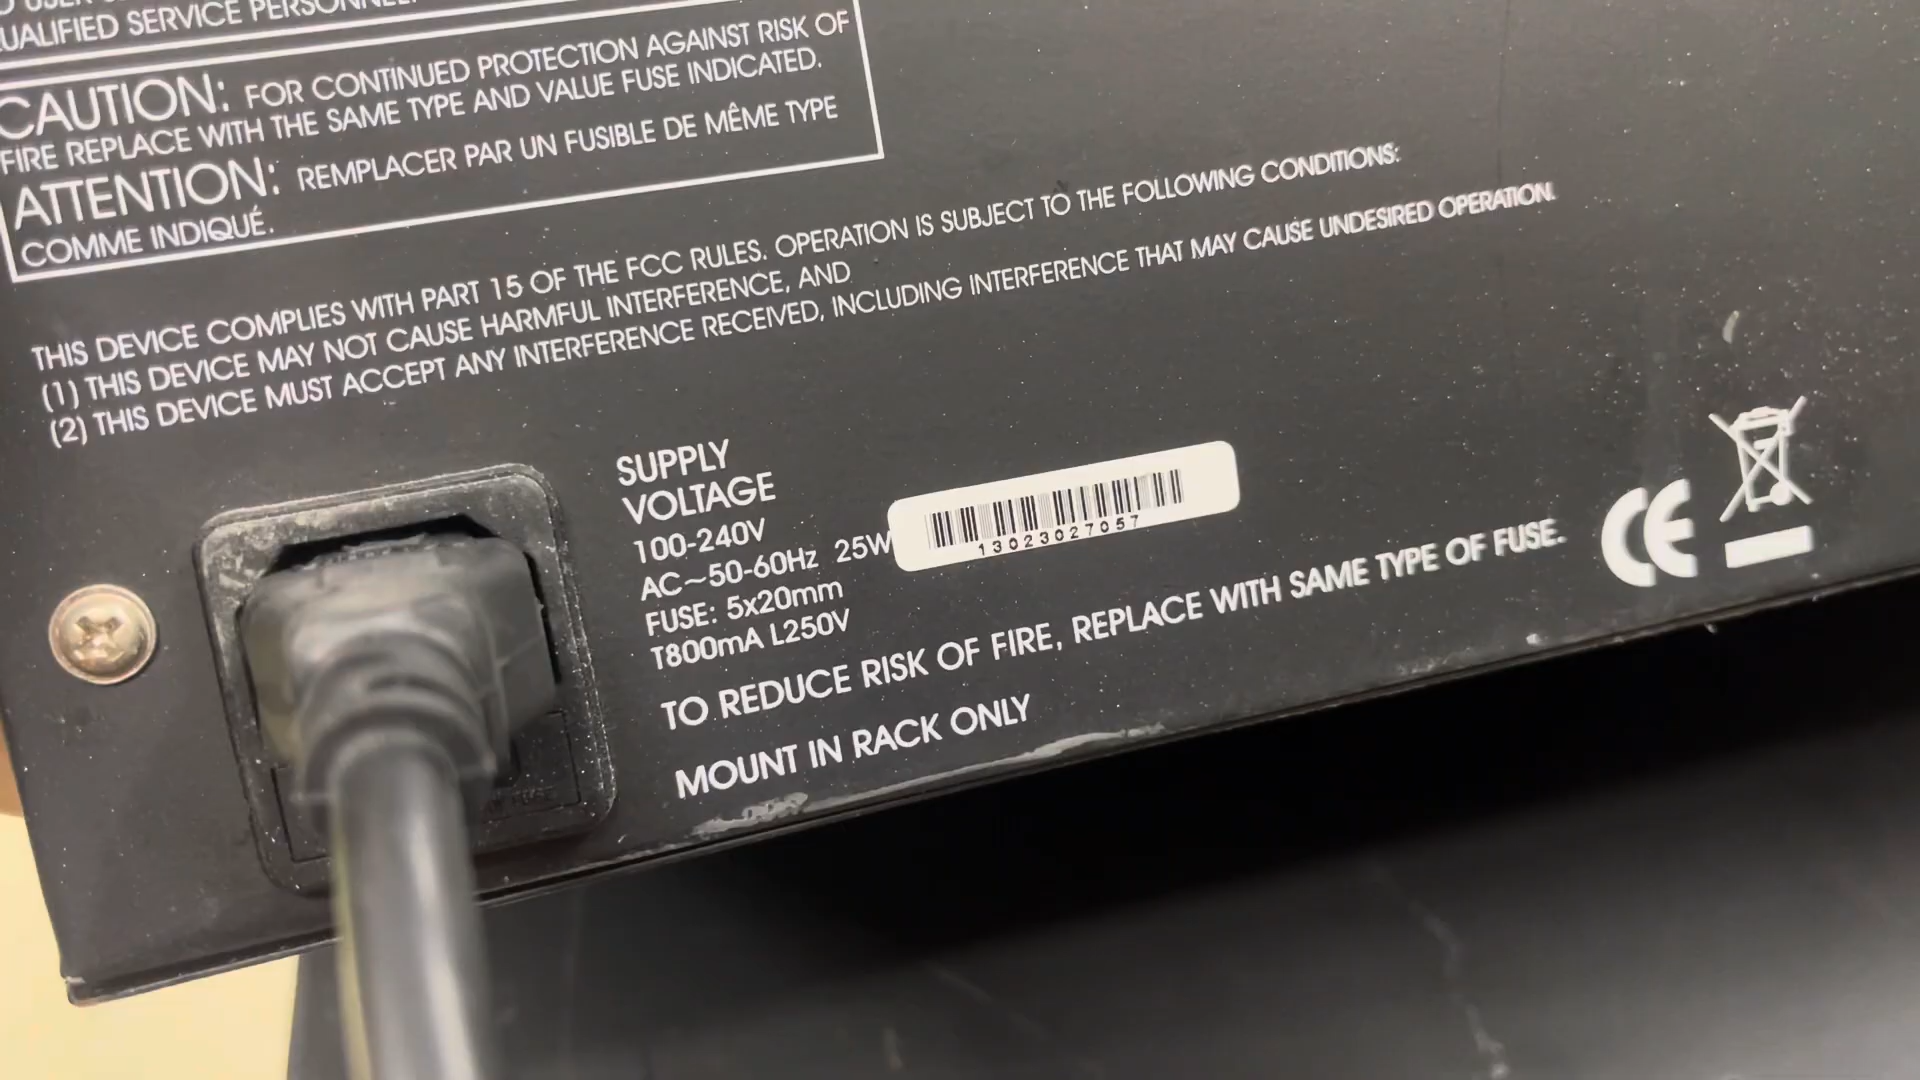 UALIFIED SERVICE PERSONNEL.
CAUTION: FOR CONTINUED PROTECTION AGAINST RISK OF
FIRE REPLACE WITH THE SAME TYPE AND VALUE FUSE INDICATED.
ATTENTION: REMPLACER PAR UN FUSIBLE DE MÊME TYPE
COMME INDIQUÉ.
THIS DEVICE COMPLIES WITH PART 15 OF THE FCC RULES. OPERATION IS SUBJECT TO THE FOLLOWING CONDITIONS:
(1) THIS DEVICE MAY NOT CAUSE HARMFUL INTERFERENCE, AND
(2) THIS DEVICE MUST ACCEPT ANY INTERFERENCE RECEIVED, INCLUDING INTERFERENCE THAT MAY CAUSE UNDESIRED OPERATION.
SUPPLY
VOLTAGE
100-240V
AC~50-60Hz 25W
FUSE: 5x20mm
T800mA L250V
13023027057
TO REDUCE RISK OF FIRE, REPLACE WITH SAME TYPE OF FUSE.
MOUNT IN RACK ONLY
CE